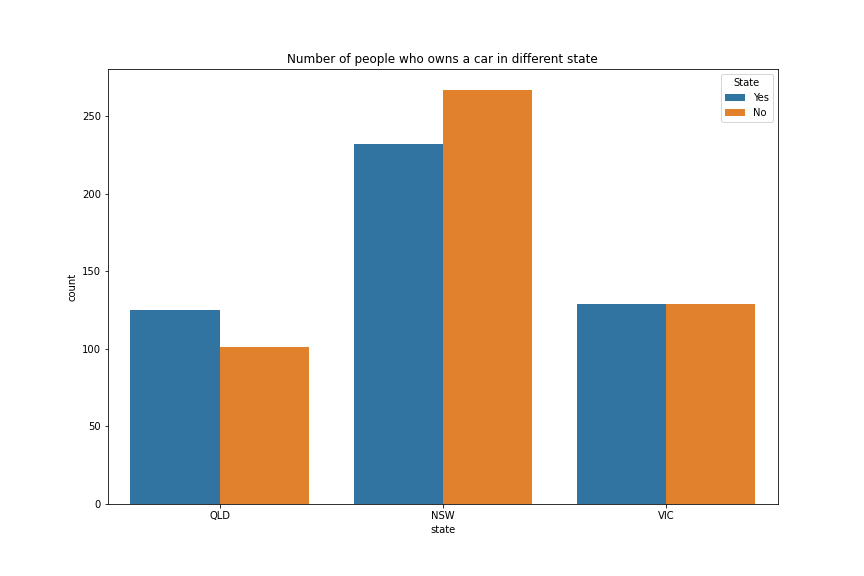 Number of people who owns a car in different state
State
Yes
No
250
200
150
100
50
0
count
QLD
NSW
VIC
state